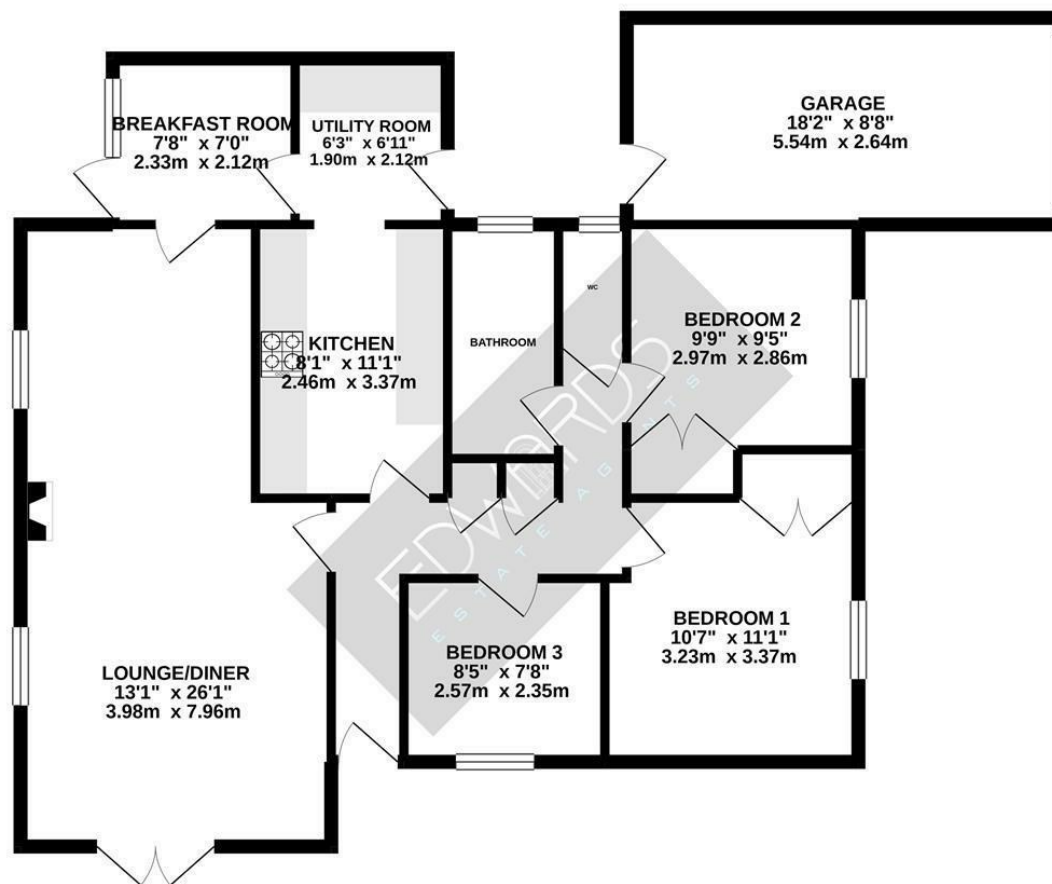 BREAKFAST ROOM
7'8" x 7'0"
2.33m x 2.12m
UTILITY ROOM
6'3" x 6'11"
1.90m x 2.12m
GARAGE
18'2" x 8'8"
5.54m x 2.64m
KITCHEN
8'1" x 11'1"
2.46m x 3.37m
BATHROOM
WC
BEDROOM 2
9'9" x 9'5"
2.97m x 2.86m
LOUNGE/DINER
13'1" x 26'1"
3.98m x 7.96m
BEDROOM 3
8'5" x 7'8"
2.57m x 2.35m
BEDROOM 1
10'7" x 11'1"
3.23m x 3.37m
EDWARDS
ESTATE AGENTS